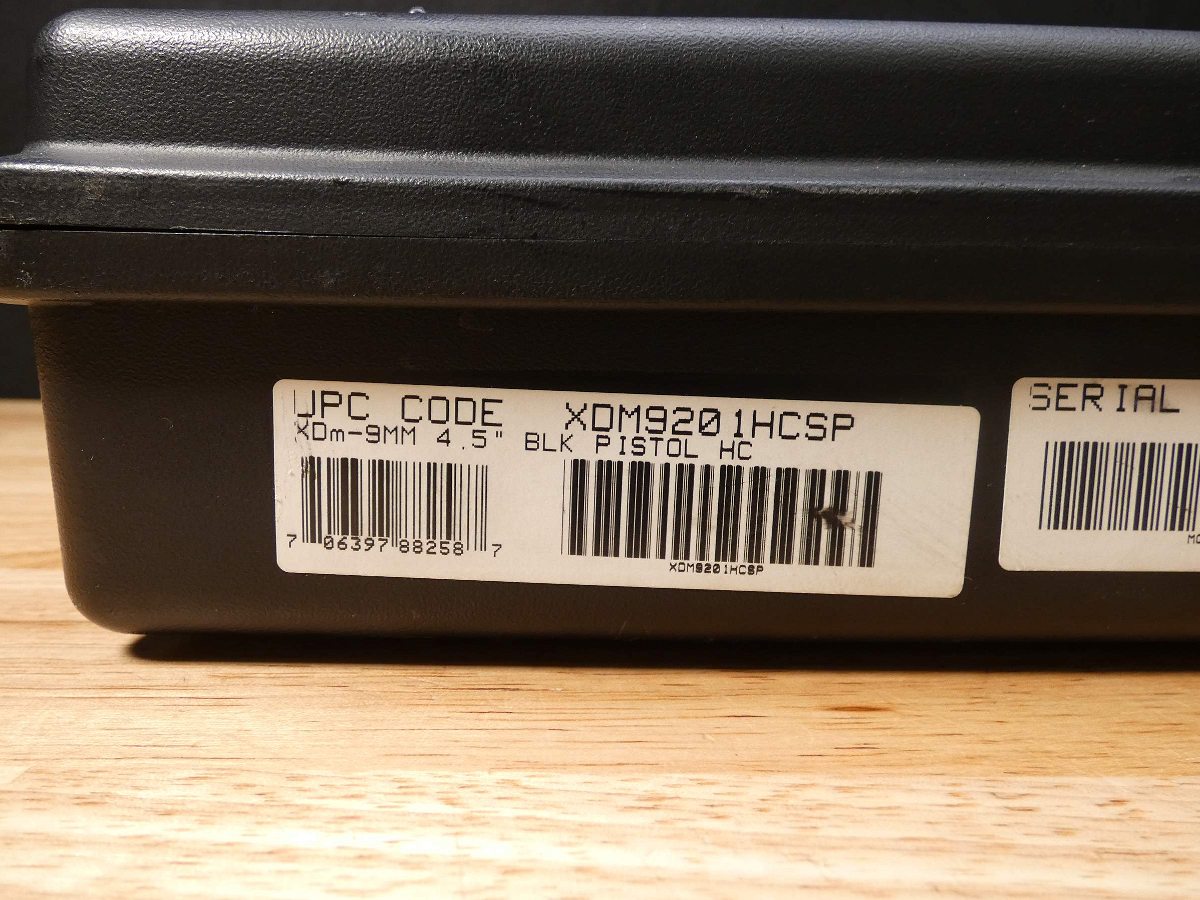 UPC CODE XDM9201HCSP
XDm-9MM 4.5" BLK PISTOL HC
7 06397 88258 7
XDM9201HCSP
SERIAL